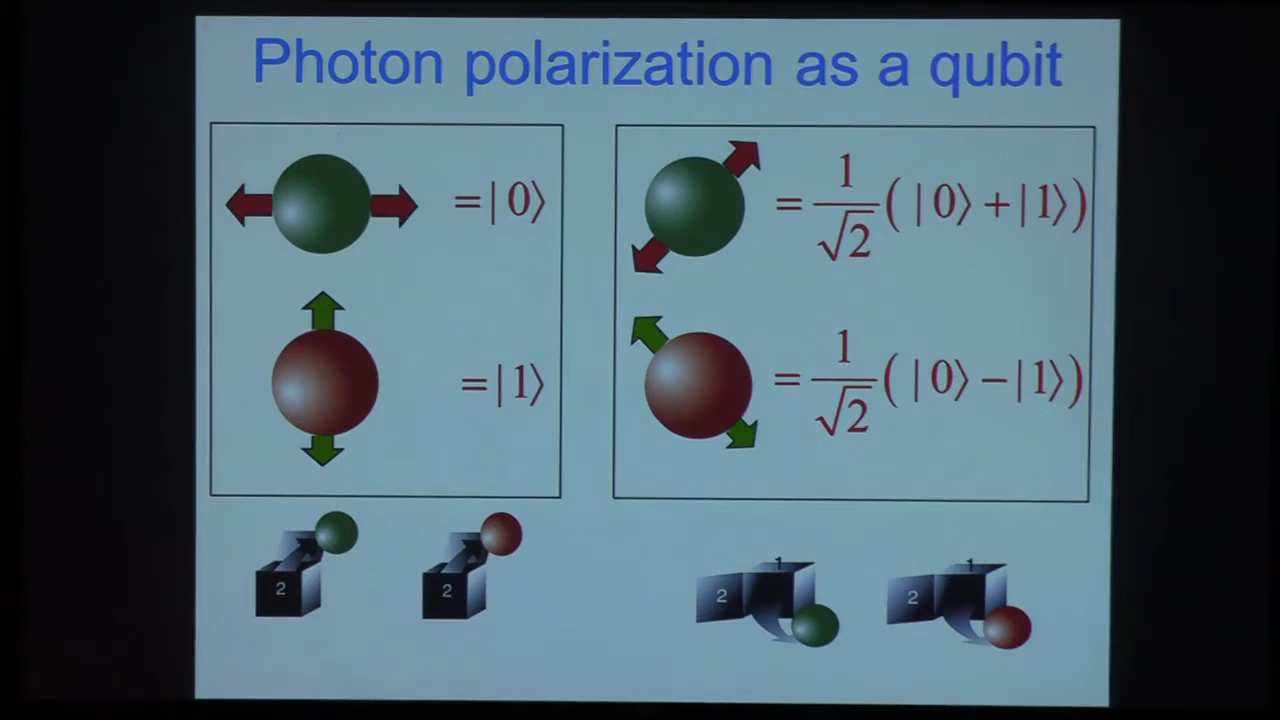 Photon polarization as a qubit
= |0⟩
= 1/√2 ( |0⟩ + |1⟩ )
= |1⟩
= 1/√2 ( |0⟩ − |1⟩ )
2
2
1
2
1
2